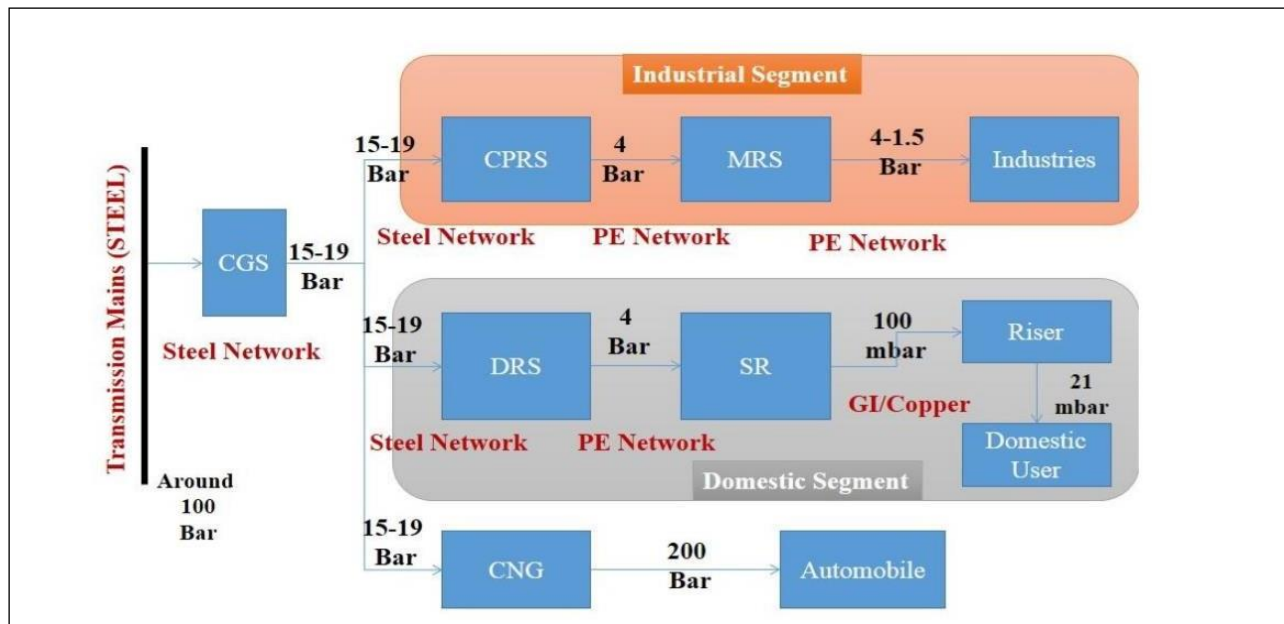 Industrial Segment
15-19
Bar
CPRS
4
Bar
MRS
4-1.5
Bar
Industries
Steel Network
PE Network
PE Network
Transmission Mains (STEEL)
CGS
15-19
Bar
Steel Network
Around
100
Bar
15-19
Bar
DRS
4
Bar
SR
100
mbar
Riser
21
mbar
GI/Copper
Domestic
User
Steel Network
PE Network
Domestic Segment
15-19
Bar
CNG
200
Bar
Automobile